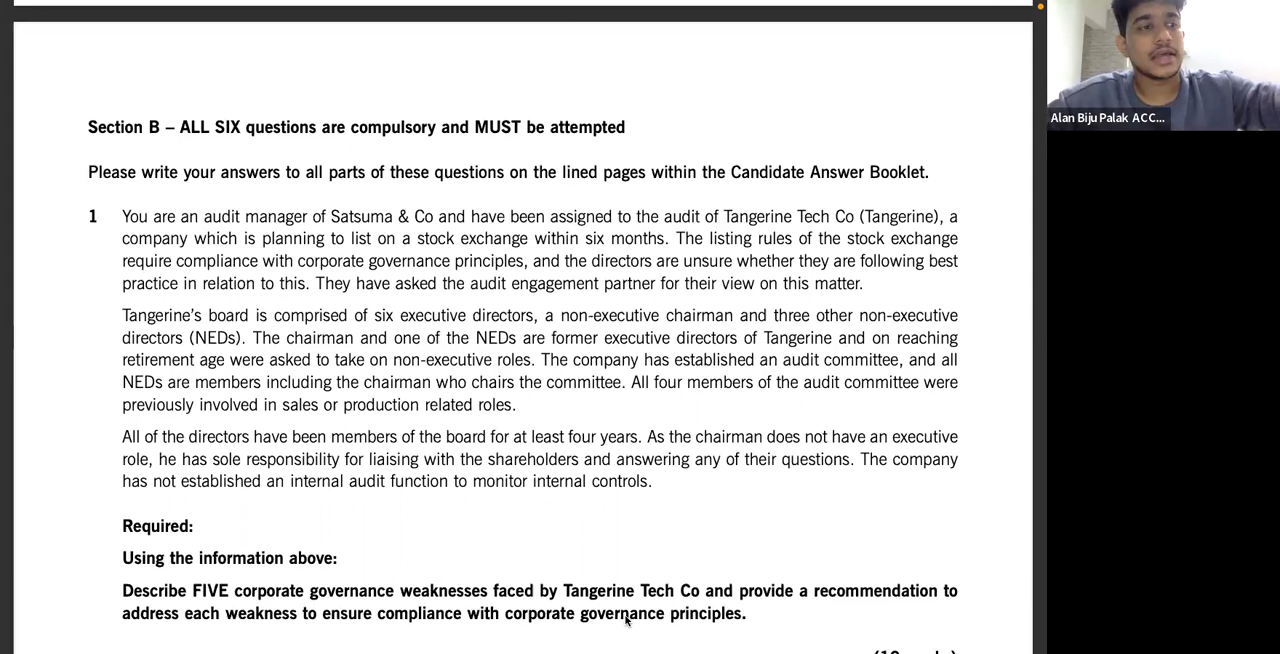 Section B – ALL SIX questions are compulsory and MUST be attempted
Please write your answers to all parts of these questions on the lined pages within the Candidate Answer Booklet.
1 You are an audit manager of Satsuma & Co and have been assigned to the audit of Tangerine Tech Co (Tangerine), a
company which is planning to list on a stock exchange within six months. The listing rules of the stock exchange
require compliance with corporate governance principles, and the directors are unsure whether they are following best
practice in relation to this. They have asked the audit engagement partner for their view on this matter.
Tangerine's board is comprised of six executive directors, a non-executive chairman and three other non-executive
directors (NEDs). The chairman and one of the NEDs are former executive directors of Tangerine and on reaching
retirement age were asked to take on non-executive roles. The company has established an audit committee, and all
NEDs are members including the chairman who chairs the committee. All four members of the audit committee were
previously involved in sales or production related roles.
All of the directors have been members of the board for at least four years. As the chairman does not have an executive
role, he has sole responsibility for liaising with the shareholders and answering any of their questions. The company
has not established an internal audit function to monitor internal controls.
Required:
Using the information above:
Describe FIVE corporate governance weaknesses faced by Tangerine Tech Co and provide a recommendation to
address each weakness to ensure compliance with corporate governance principles.
Alan Biju Palak ACC...